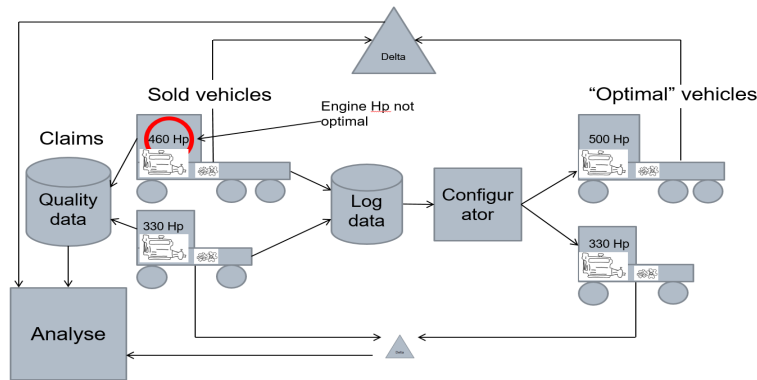 Delta
Sold vehicles
"Optimal" vehicles
Engine Hp not
optimal
Claims
460 Hp
500 Hp
Quality
data
Log
data
Configur
ator
330 Hp
330 Hp
Analyse
Delta